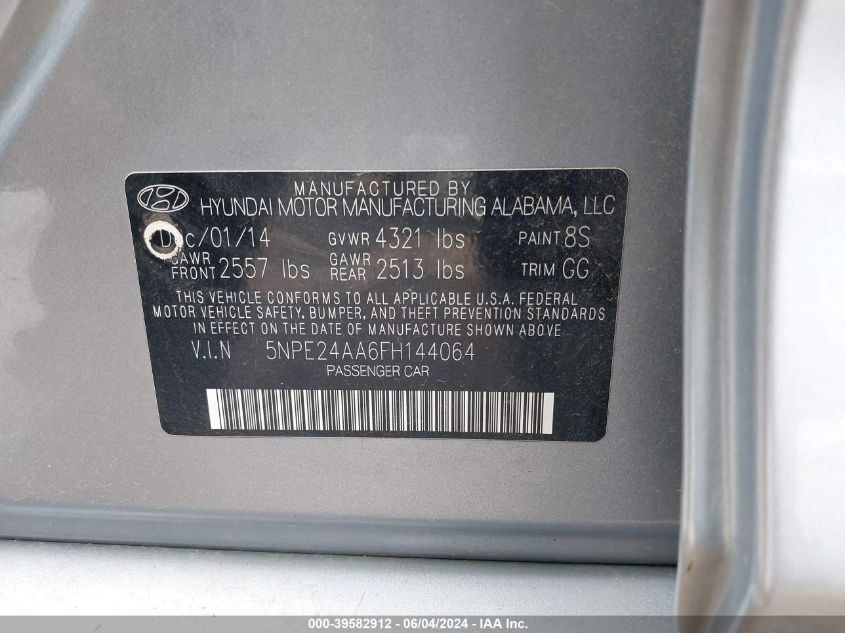 MANUFACTURED BY
HYUNDAI MOTOR MANUFACTURING ALABAMA, LLC
Dec/01/14 GVWR 4321 lbs PAINT 8S
GAWR FRONT 2557 lbs GAWR REAR 2513 lbs TRIM GG
THIS VEHICLE CONFORMS TO ALL APPLICABLE U.S.A. FEDERAL
MOTOR VEHICLE SAFETY, BUMPER, AND THEFT PREVENTION STANDARDS
IN EFFECT ON THE DATE OF MANUFACTURE SHOWN ABOVE
V.I.N 5NPE24AA6FH144064
PASSENGER CAR
000-39582912 - 06/04/2024 - IAA Inc.